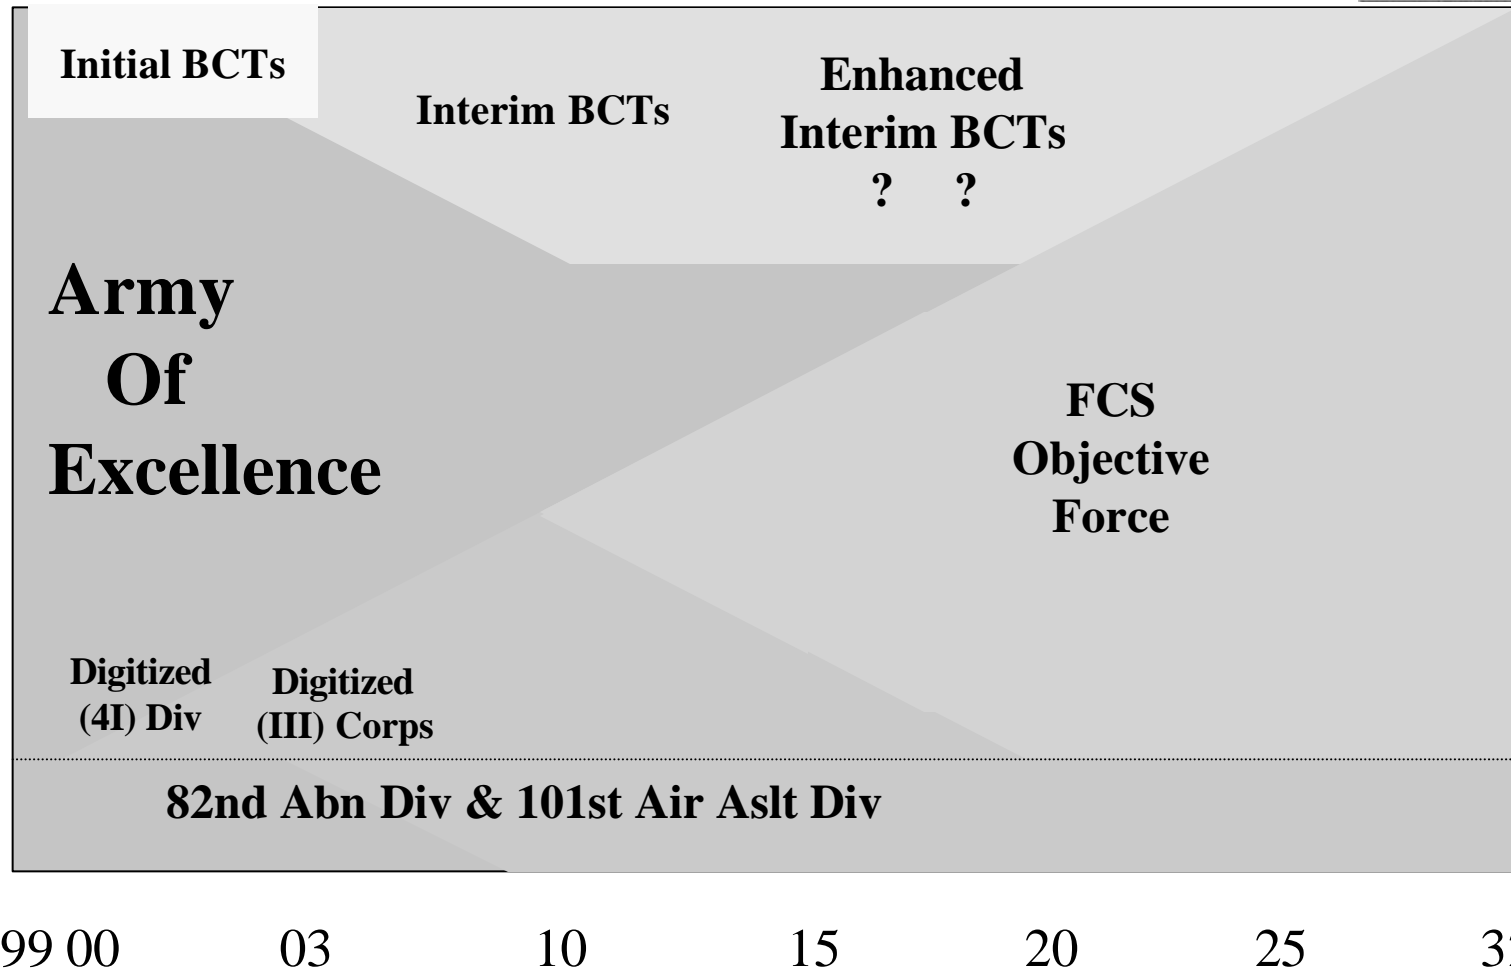 Initial BCTs
Interim BCTs
Enhanced
Interim BCTs
? ?
Army
Of
Excellence
FCS
Objective
Force
Digitized
(4I) Div
Digitized
(III) Corps
82nd Abn Div & 101st Air Aslt Div
99 00 03 10 15 20 25